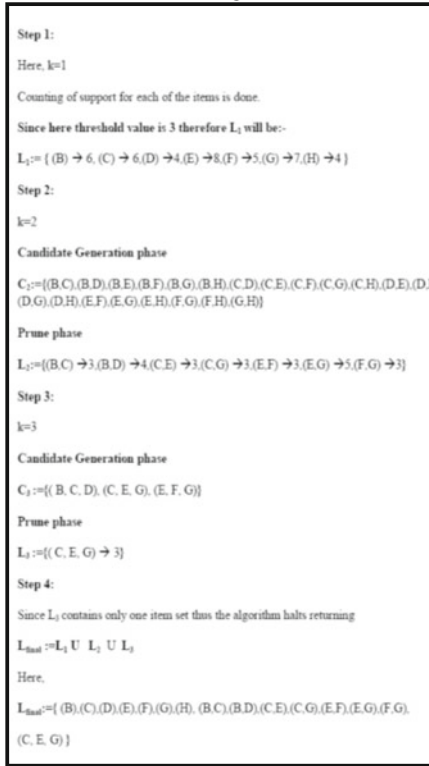 Step 1:
Here, k=1
Counting of support for each of the items is done.
Since here threshold value is 3 therefore L₁ will be:-
L₁:= { (B) → 6, (C) → 6,(D) →4,(E) →8,(F) →5,(G) →7,(H) →4 }
Step 2:
k=2
Candidate Generation phase
C₂:={(B,C),(B,D),(B,E),(B,F),(B,G),(B,H),(C,D),(C,E),(C,F),(C,G),(C,H),(D,E),(D,
(D,G),(D,H),(E,F),(E,G),(E,H),(F,G),(F,H),(G,H)}
Prune phase
L₂:={(B,C) →3,(B,D) →4,(C,E) →3,(C,G) →3,(E,F) →3,(E,G) →5,(F,G) →3}
Step 3:
k=3
Candidate Generation phase
C₃ :={( B, C, D), (C, E, G), (E, F, G)}
Prune phase
L₃ :={( C, E, G) → 3}
Step 4:
Since L₃ contains only one item set thus the algorithm halts returning
L_final :=L₁ U L₂ U L₃
Here,
L_final:={ (B),(C),(D),(E),(F),(G),(H), (B,C),(B,D),(C,E),(C,G),(E,F),(E,G),(F,G),
(C, E, G) }